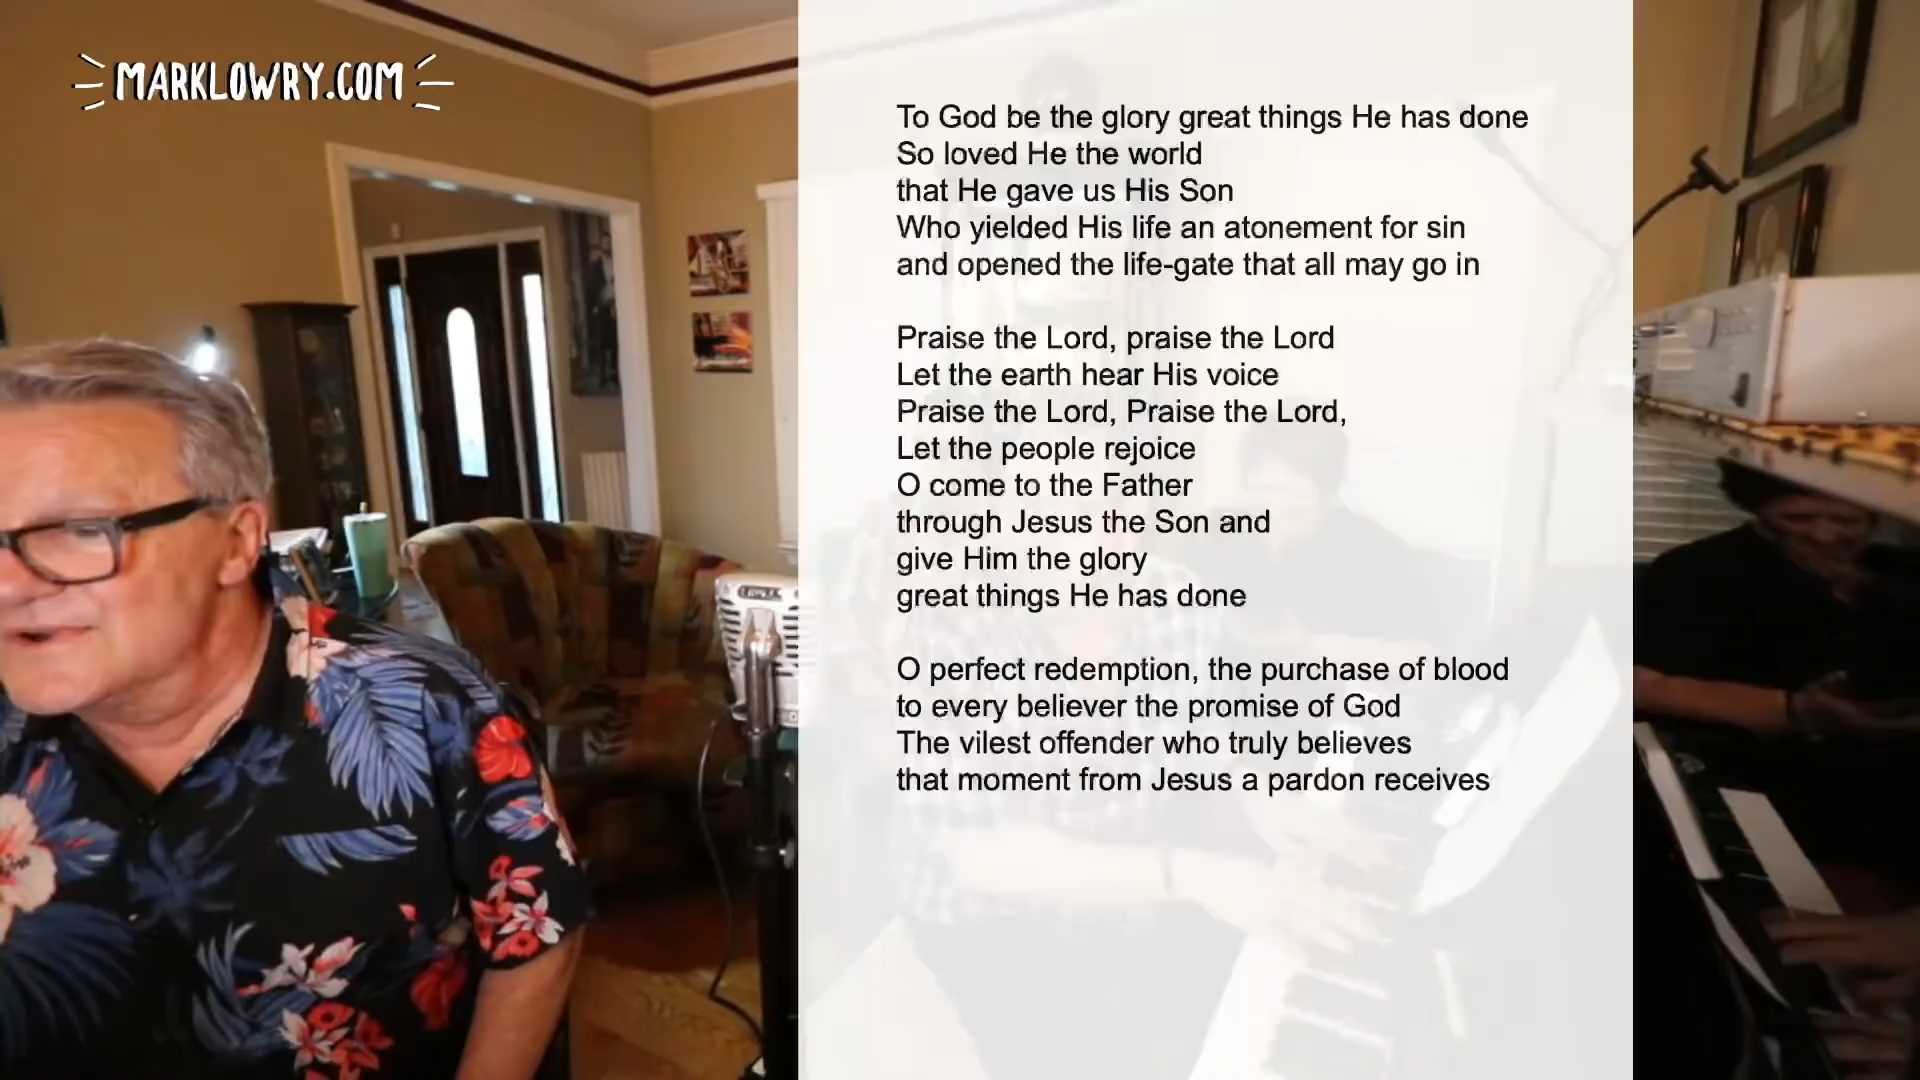 MARKLOWRY.COM
To God be the glory great things He has done
So loved He the world
that He gave us His Son
Who yielded His life an atonement for sin
and opened the life-gate that all may go in
Praise the Lord, praise the Lord
Let the earth hear His voice
Praise the Lord, Praise the Lord,
Let the people rejoice
O come to the Father
through Jesus the Son and
give Him the glory
great things He has done
O perfect redemption, the purchase of blood
to every believer the promise of God
The vilest offender who truly believes
that moment from Jesus a pardon receives